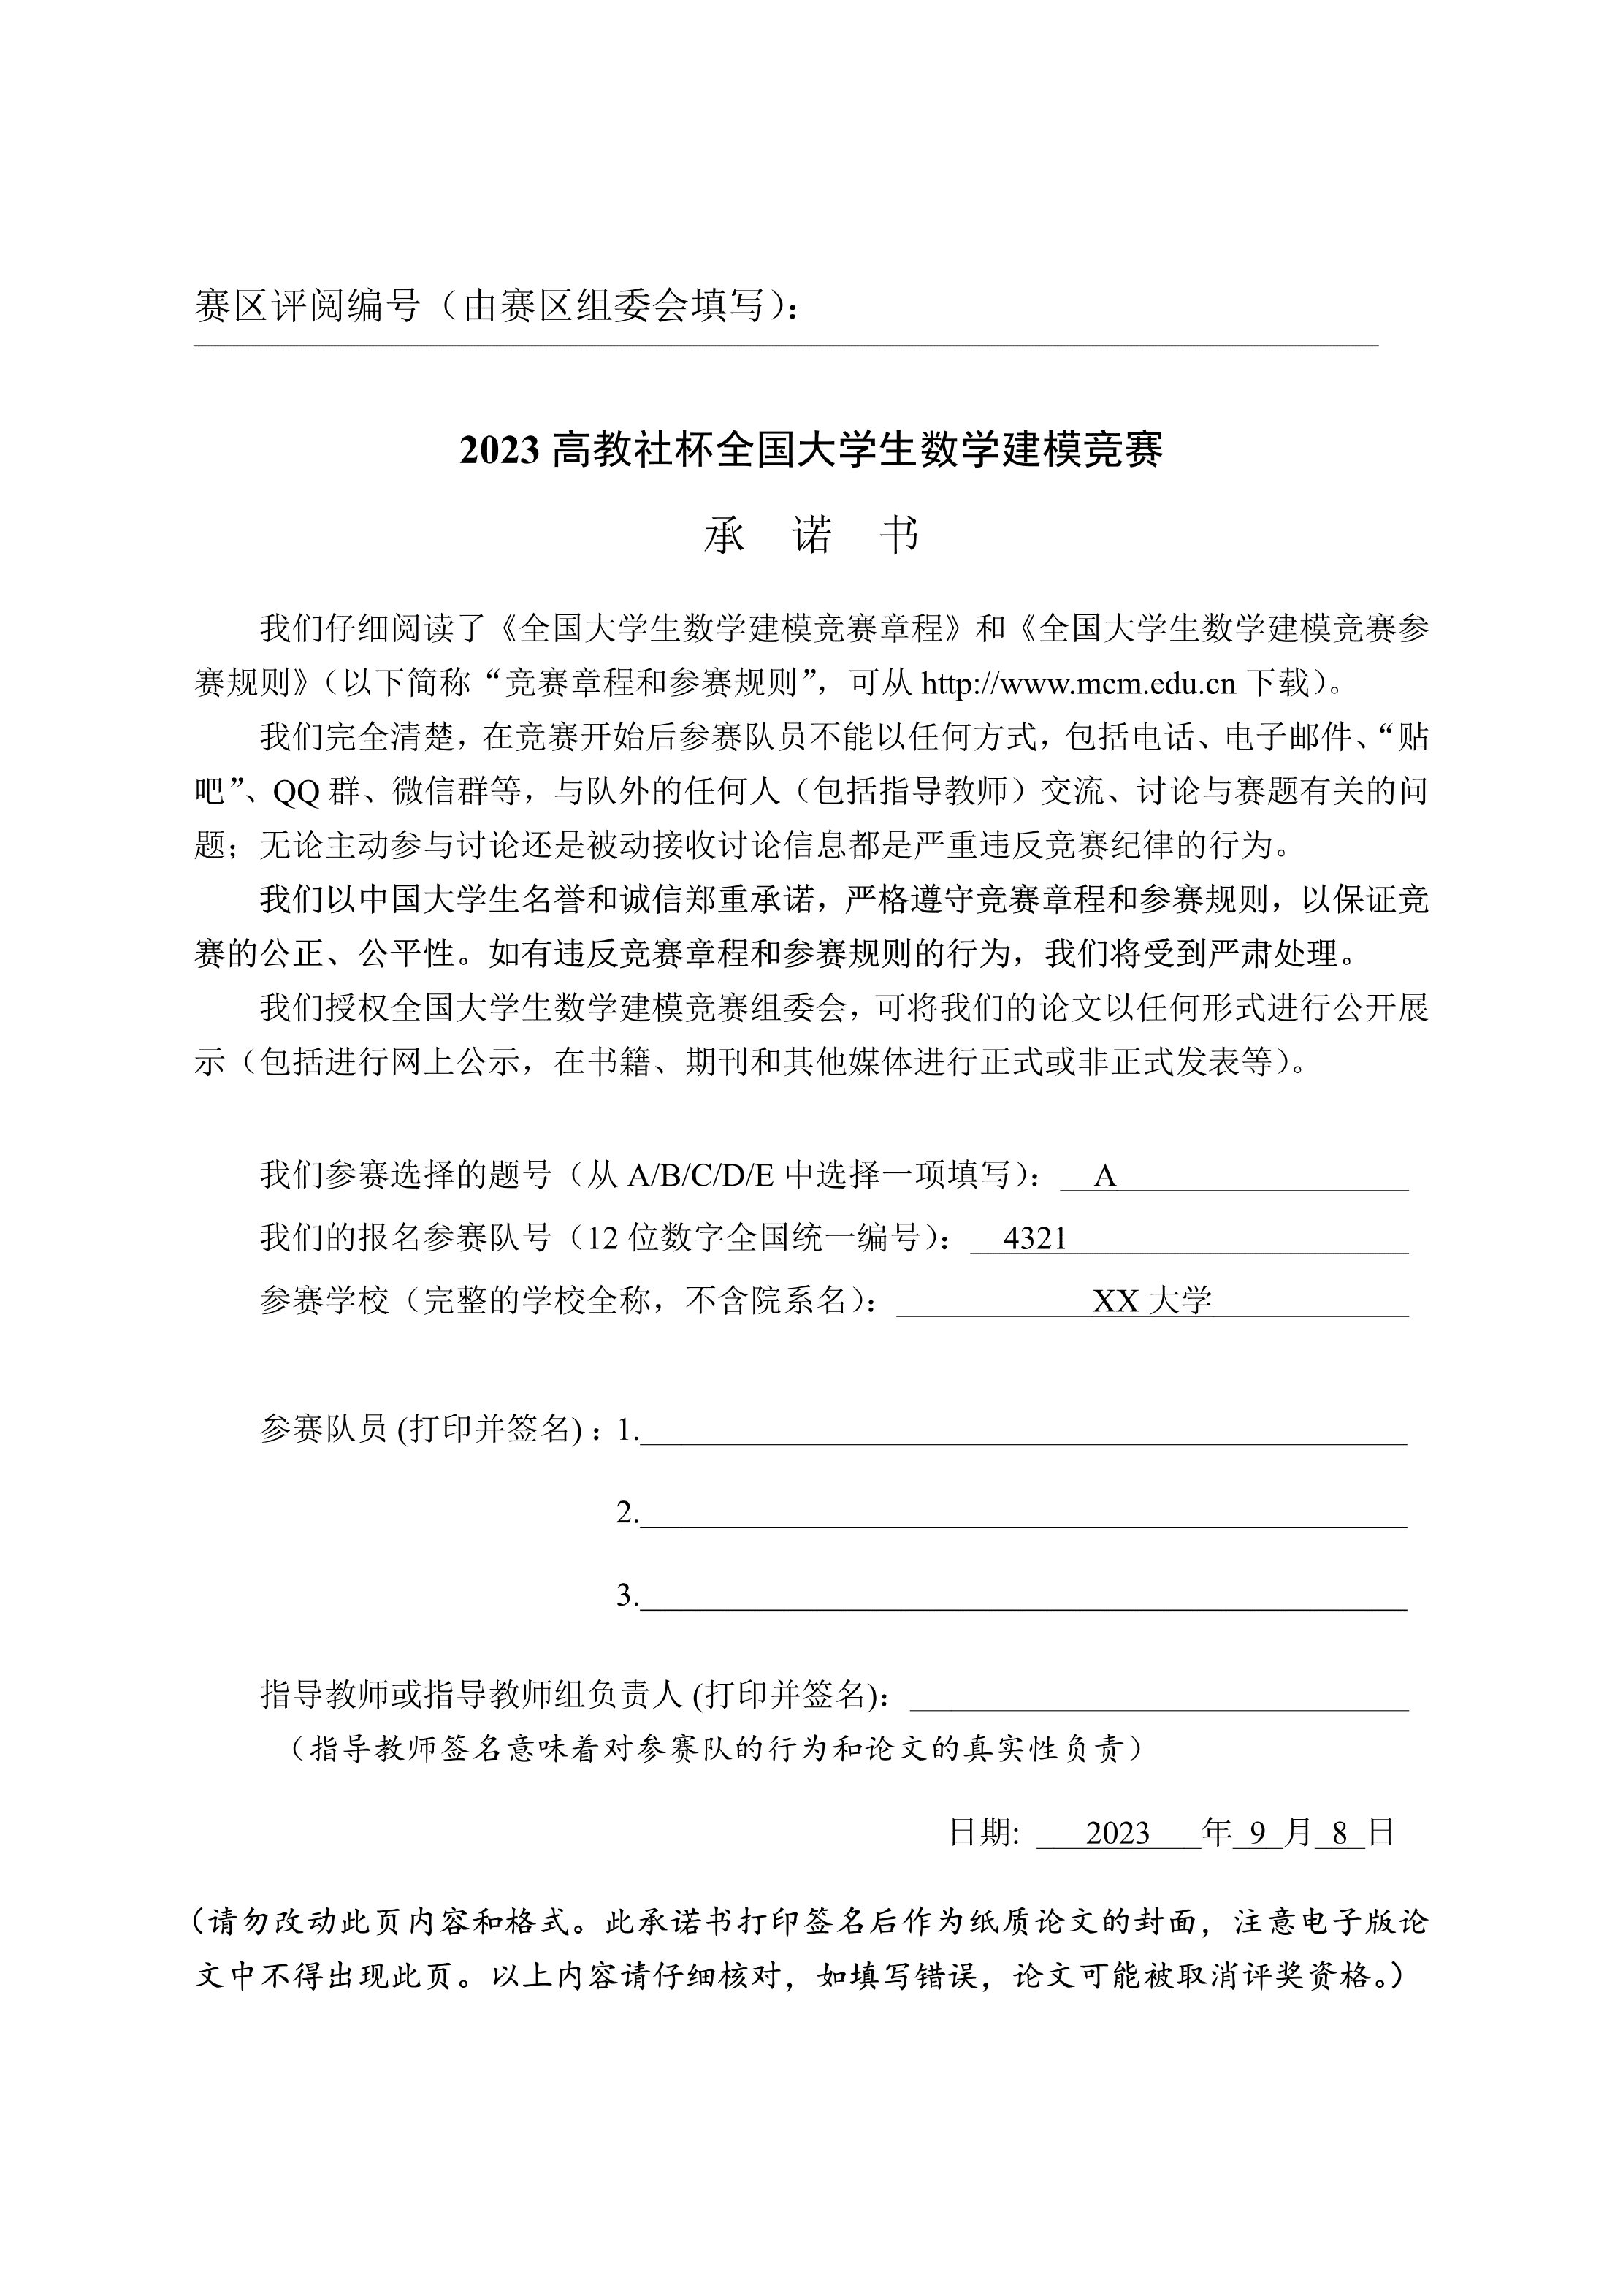 赛区评阅编号（由赛区组委会填写）：
2023 高教社杯全国大学生数学建模竞赛
承 诺 书
我们仔细阅读了《全国大学生数学建模竞赛章程》和《全国大学生数学建模竞赛参
赛规则》（以下简称“竞赛章程和参赛规则”，可从 http://www.mcm.edu.cn 下载）。
我们完全清楚，在竞赛开始后参赛队员不能以任何方式，包括电话、电子邮件、“贴
吧”、QQ 群、微信群等，与队外的任何人（包括指导教师）交流、讨论与赛题有关的问
题；无论主动参与讨论还是被动接收讨论信息都是严重违反竞赛纪律的行为。
我们以中国大学生名誉和诚信郑重承诺，严格遵守竞赛章程和参赛规则，以保证竞
赛的公正、公平性。如有违反竞赛章程和参赛规则的行为，我们将受到严肃处理。
我们授权全国大学生数学建模竞赛组委会，可将我们的论文以任何形式进行公开展
示（包括进行网上公示，在书籍、期刊和其他媒体进行正式或非正式发表等）。
我们参赛选择的题号（从 A/B/C/D/E 中选择一项填写）： A
我们的报名参赛队号（12 位数字全国统一编号）： 4321
参赛学校（完整的学校全称，不含院系名）： XX 大学
参赛队员 (打印并签名)：1.
2.
3.
指导教师或指导教师组负责人 (打印并签名)：
（指导教师签名意味着对参赛队的行为和论文的真实性负责）
日期: 2023 年 9 月 8 日
（请勿改动此页内容和格式。此承诺书打印签名后作为纸质论文的封面，注意电子版论
文中不得出现此页。以上内容请仔细核对，如填写错误，论文可能被取消评奖资格。）